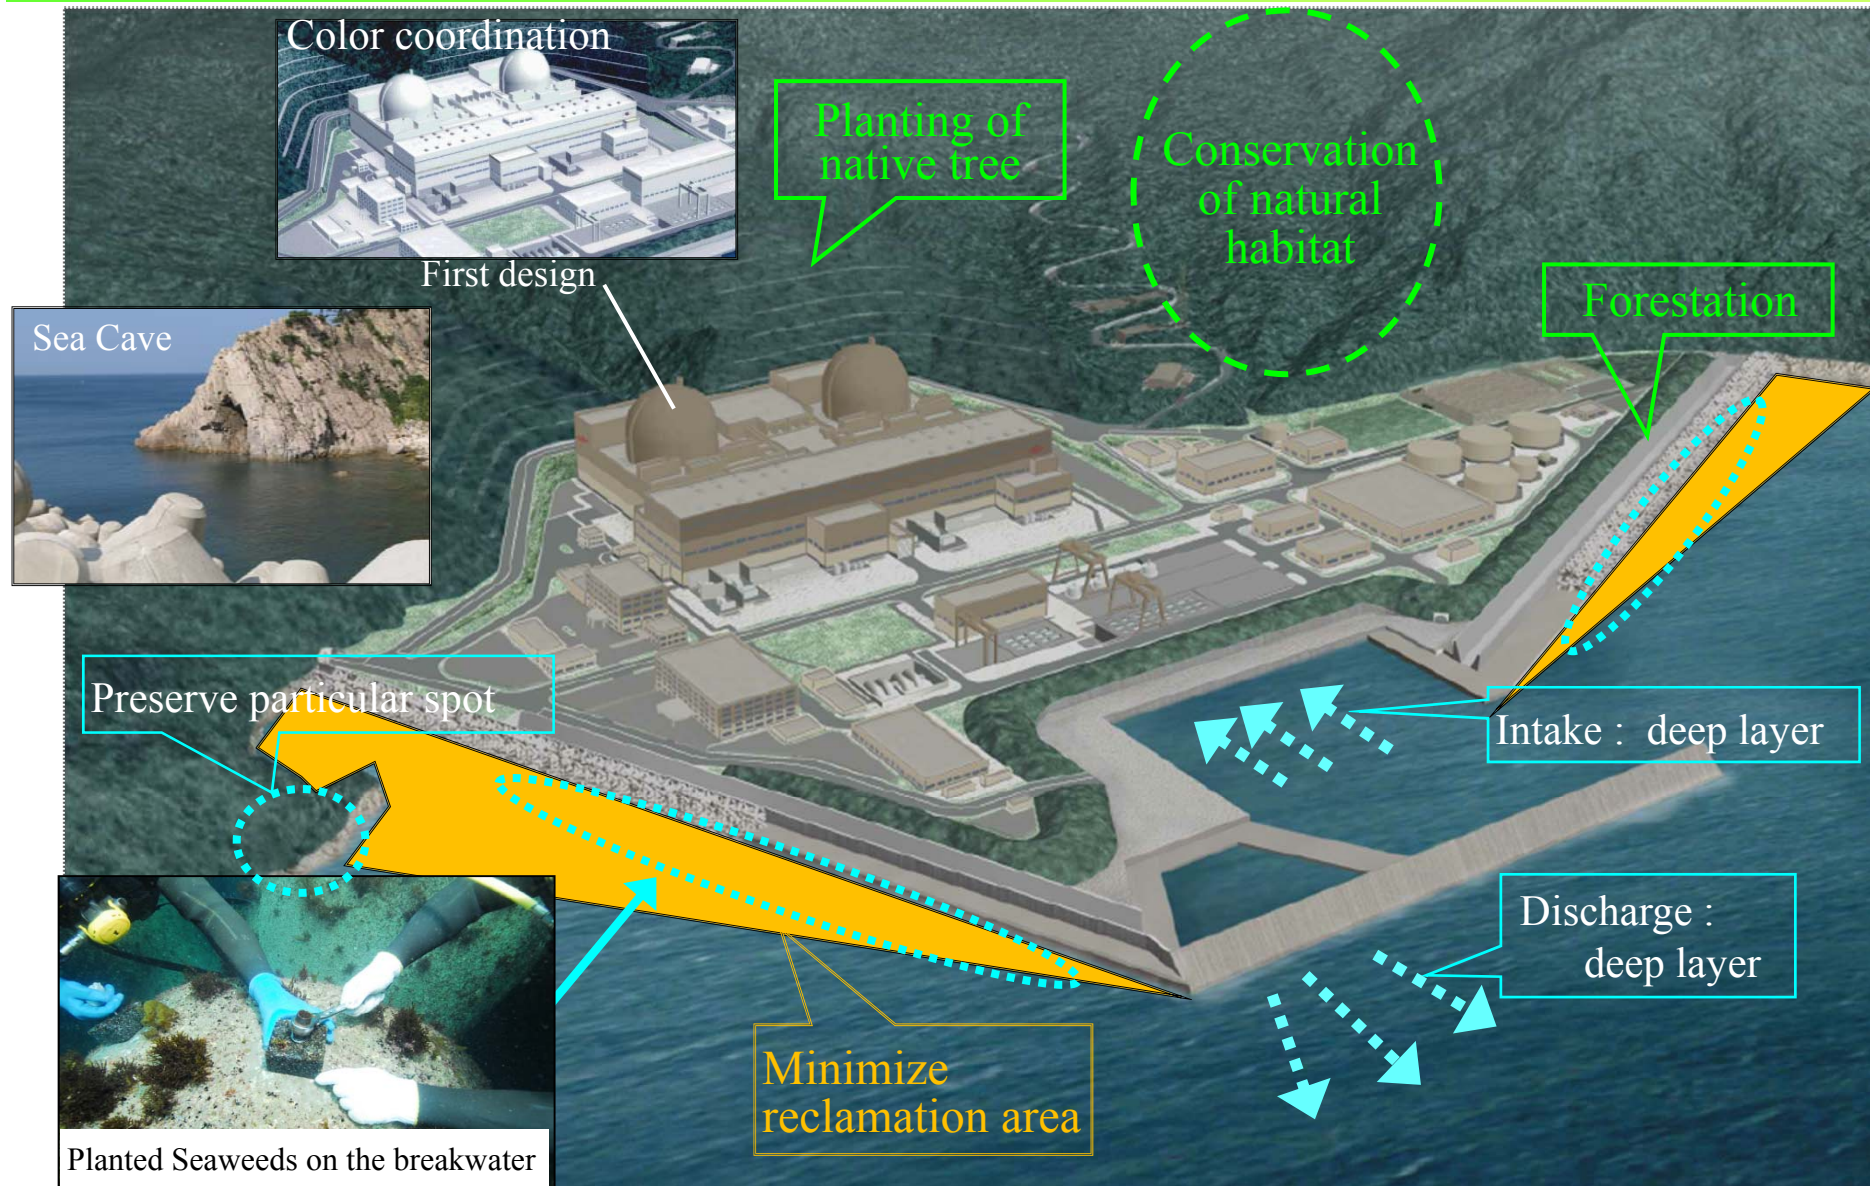 Color coordination
First design
Planting of
native tree
Conservation
of natural
habitat
Forestation
Sea Cave
Preserve particular spot
Intake : deep layer
Discharge :
deep layer
Minimize
reclamation area
Planted Seaweeds on the breakwater